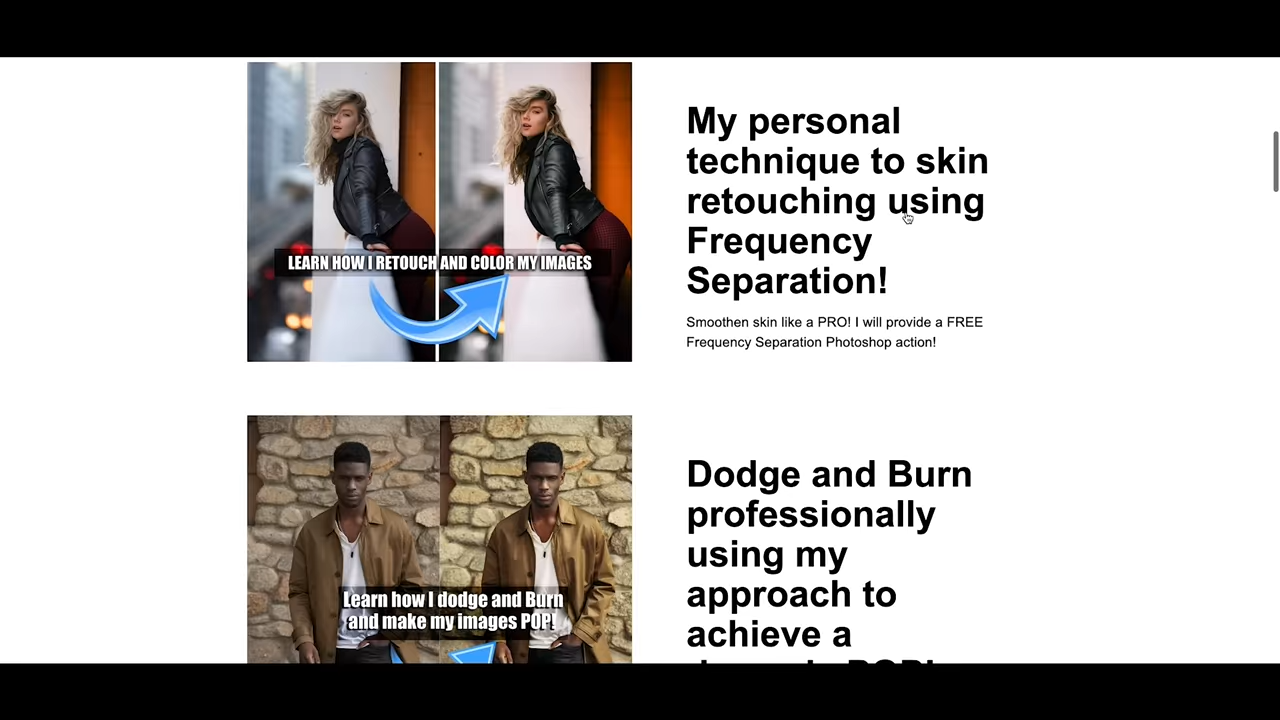 My personal
technique to skin
retouching using
Frequency
Separation!
Smoothen skin like a PRO! I will provide a FREE
Frequency Separation Photoshop action!
LEARN HOW I RETOUCH AND COLOR MY IMAGES
Dodge and Burn
professionally
using my
approach to
achieve a
Learn how I dodge and Burn
and make my images POP!